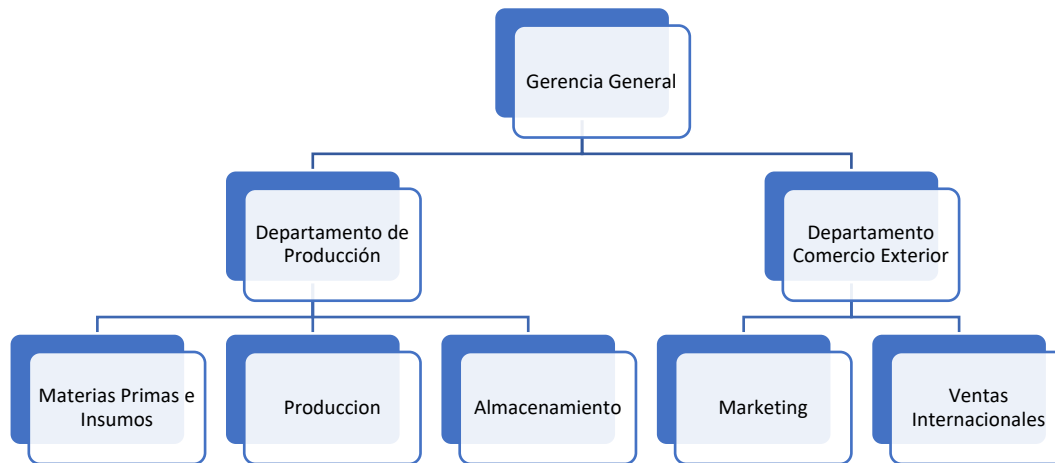 Gerencia General
Departamento de
Producción
Departamento
Comercio Exterior
Materias Primas e
Insumos
Produccion
Almacenamiento
Marketing
Ventas
Internacionales